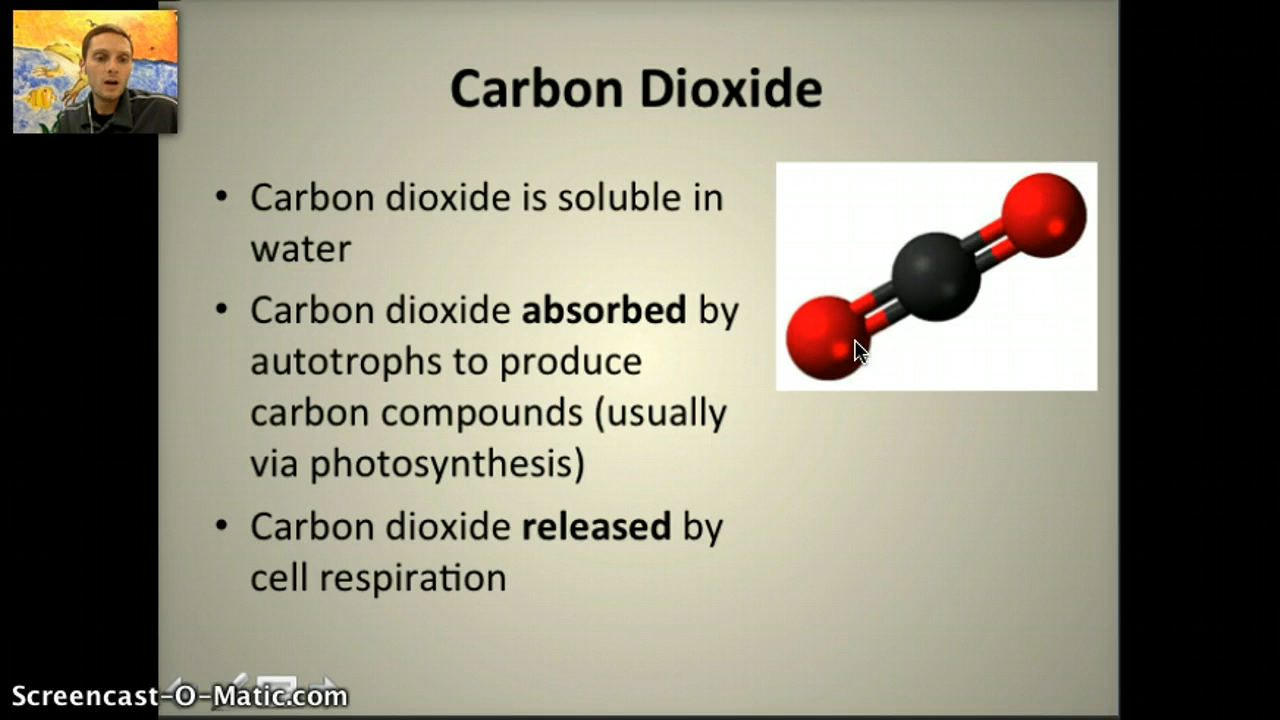 Carbon Dioxide
• Carbon dioxide is soluble in
water
• Carbon dioxide absorbed by
autotrophs to produce
carbon compounds (usually
via photosynthesis)
• Carbon dioxide released by
cell respiration
Screencast-O-Matic.com